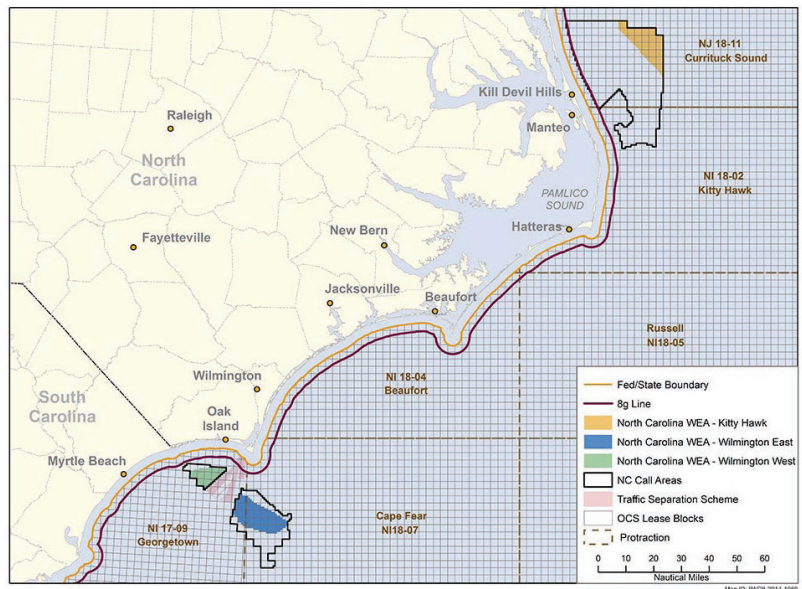 NJ 18-11
Currituck Sound
Kill Devil Hills
Manteo
Raleigh
North
Carolina
NI 18-02
Kitty Hawk
PAMLICO
SOUND
Hatteras
New Bern
Fayetteville
Jacksonville
Beaufort
Russell
NI18-05
Wilmington
NI 18-04
Beaufort
South
Carolina
Oak
Island
Myrtle Beach
Cape Fear
NI18-07
NI 17-09
Georgetown
Fed/State Boundary
8g Line
North Carolina WEA - Kitty Hawk
North Carolina WEA - Wilmington East
North Carolina WEA - Wilmington West
NC Call Areas
Traffic Separation Scheme
OCS Lease Blocks
Protraction
0 10 20 30 40 50 60
Nautical Miles